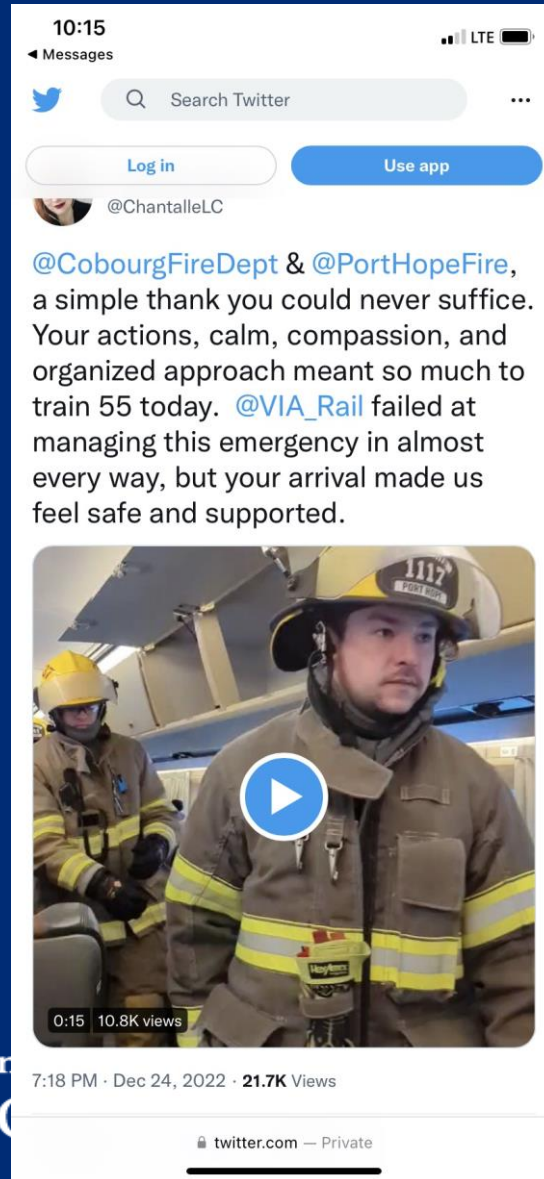 10:15
LTE
◀ Messages
Search Twitter
Log in
Use app
@ChantalleLC
@CobourgFireDept & @PortHopeFire,
a simple thank you could never suffice.
Your actions, calm, compassion, and
organized approach meant so much to
train 55 today. @VIA_Rail failed at
managing this emergency in almost
every way, but your arrival made us
feel safe and supported.
1117
PORT HOPE
0:15 10.8K views
7:18 PM · Dec 24, 2022 · 21.7K Views
twitter.com — Private